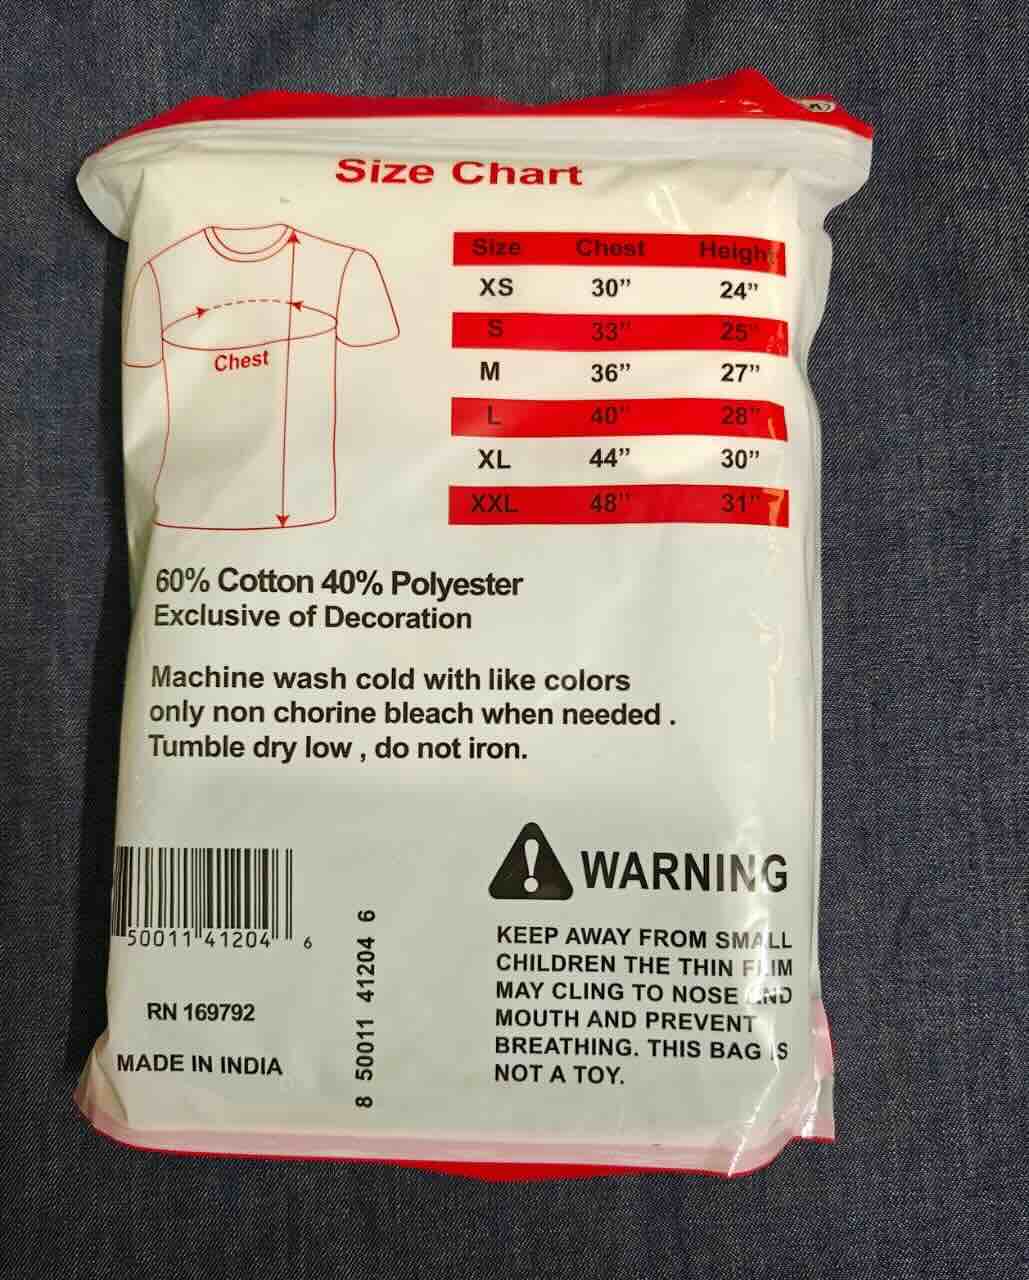 Size Chart
Size Chest Height
XS 30” 24”
S 33” 25”
M 36” 27”
L 40” 28”
XL 44” 30”
XXL 48” 31”
Chest
60% Cotton 40% Polyester
Exclusive of Decoration
Machine wash cold with like colors
only non chorine bleach when needed .
Tumble dry low , do not iron.
WARNING
KEEP AWAY FROM SMALL
CHILDREN THE THIN FLIM
MAY CLING TO NOSE AND
MOUTH AND PREVENT
BREATHING. THIS BAG IS
NOT A TOY.
50011 41204 6
8 50011 41204 6
RN 169792
MADE IN INDIA